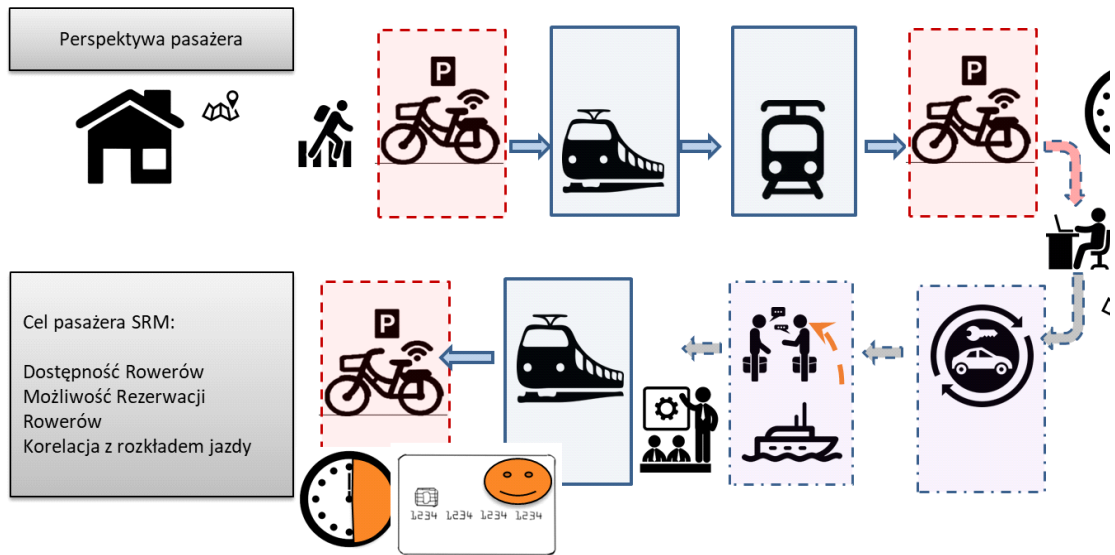 Perspektywa pasażera
P
P
Cel pasażera SRM:
Dostępność Rowerów
Możliwość Rezerwacji
Rowerów
Korelacja z rozkładem jazdy
P
1234 1234 1234 1234